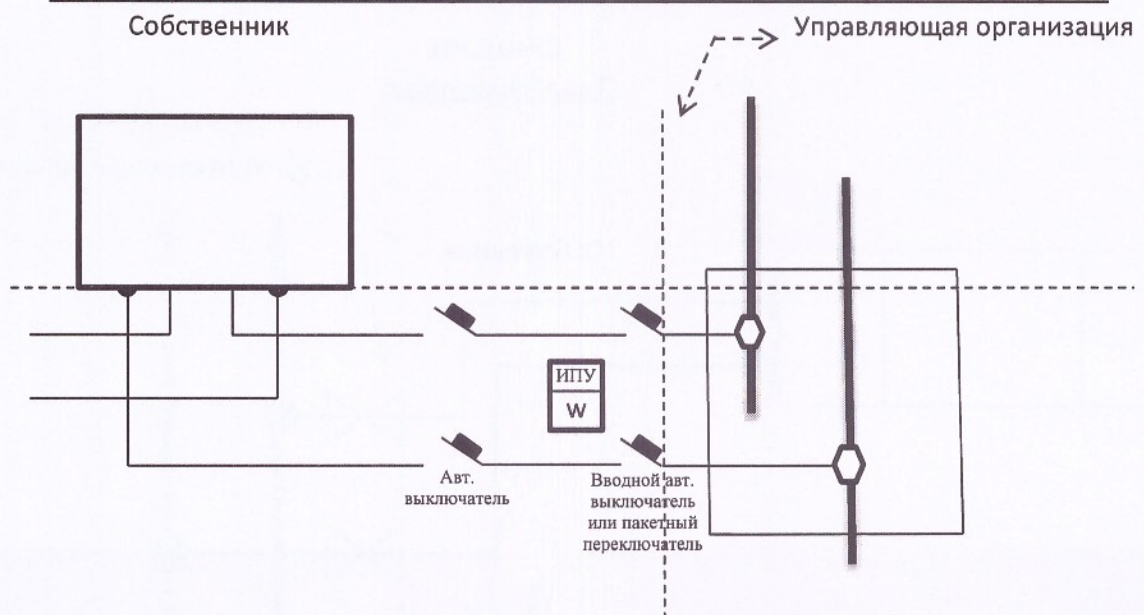 Собственник
Управляющая организация
ИПУ
W
Авт.
выключатель
Вводной авт.
выключатель
или пакетный
переключатель